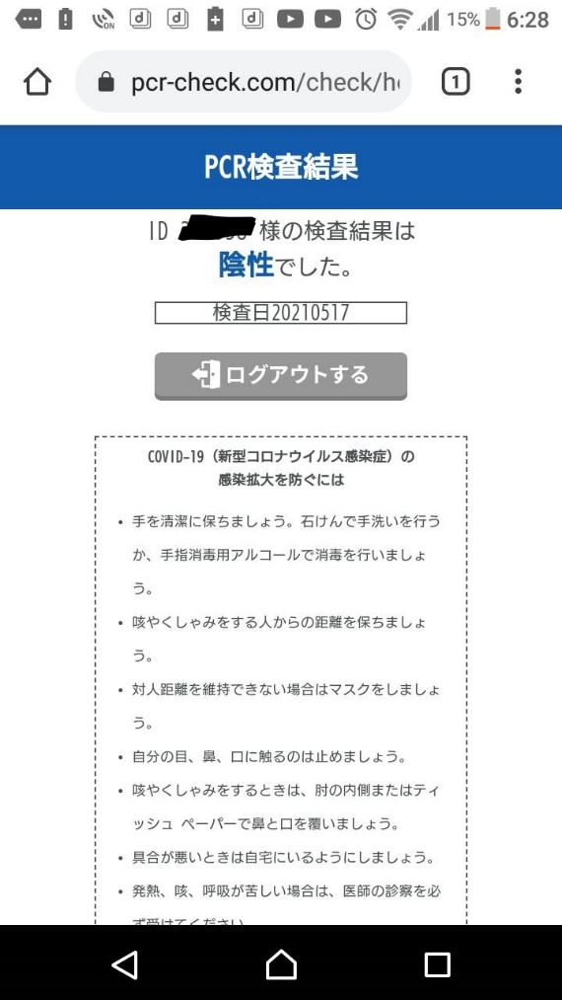 ON
15%
6:28
pcr-check.com/check/h
1
PCR検査結果
ID 様の検査結果は
陰性でした。
検査日20210517
ログアウトする
COVID-19（新型コロナウイルス感染症）の
感染拡大を防ぐには
• 手を清潔に保ちましょう。石けんで手洗いを行う
か、手指消毒用アルコールで消毒を行いましょ
う。
• 咳やくしゃみをする人からの距離を保ちましょ
う。
• 対人距離を維持できない場合はマスクをしましょ
う。
• 自分の目、鼻、口に触るのは止めましょう。
• 咳やくしゃみをするときは、肘の内側またはティ
ッシュ ペーパーで鼻と口を覆いましょう。
• 具合が悪いときは自宅にいるようにしましょう。
• 発熱、咳、呼吸が苦しい場合は、医師の診察を必
ず受けてください